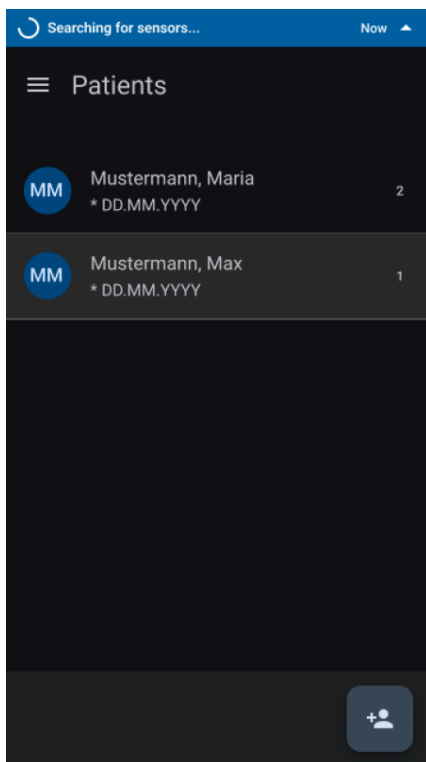 Searching for sensors... Now
Patients
MM Mustermann, Maria 2
* DD.MM.YYYY
MM Mustermann, Max 1
* DD.MM.YYYY